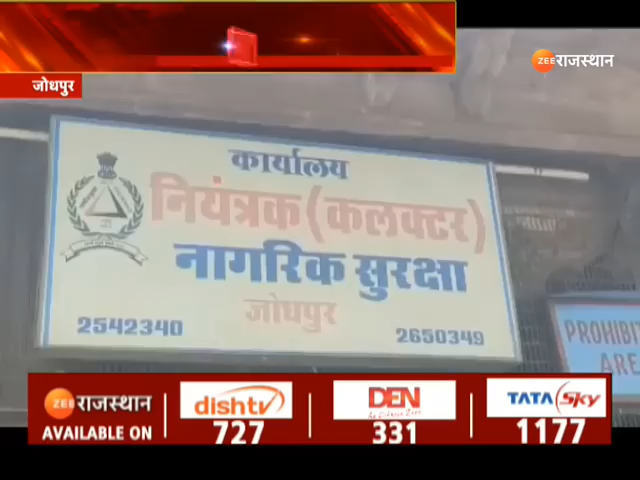 ZEE राजस्थान
जोधपुर
कार्यालय
नियंत्रक (कलक्टर)
नागरिक सुरक्षा
जोधपुर
2542340 2650349
PROHIBI
ARE
ZEE राजस्थान
AVAILABLE ON
dishtv
727
DEN
331
TATA Sky
1177